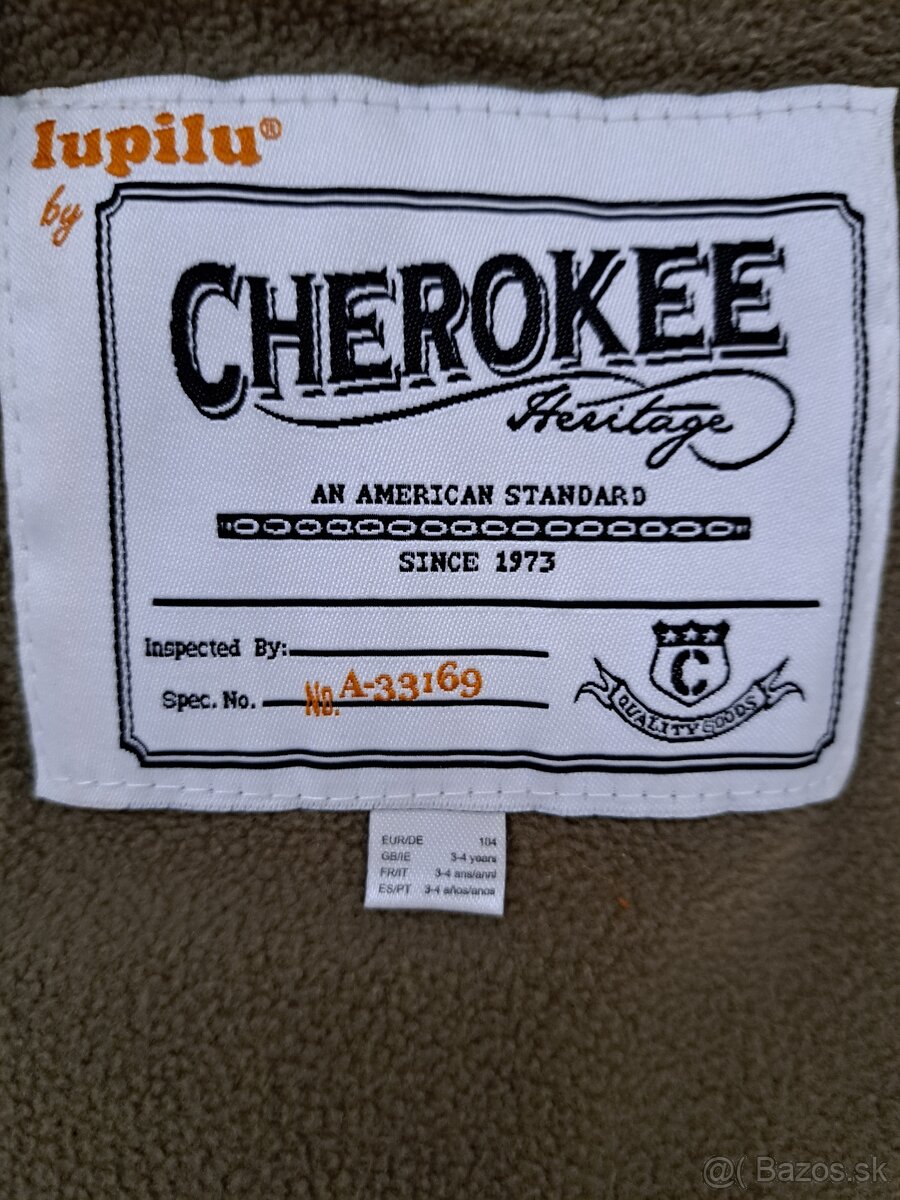 lupilu®
by
CHEROKEE
Heritage
AN AMERICAN STANDARD
SINCE 1973
Inspected By:
Spec. No. No. A-33169
C
QUALITY GOODS
EUR/DE 104
GB/IE 3-4 years
FR/IT 3-4 ans/anni
ES/PT 3-4 años/anos
@( Bazos.sk